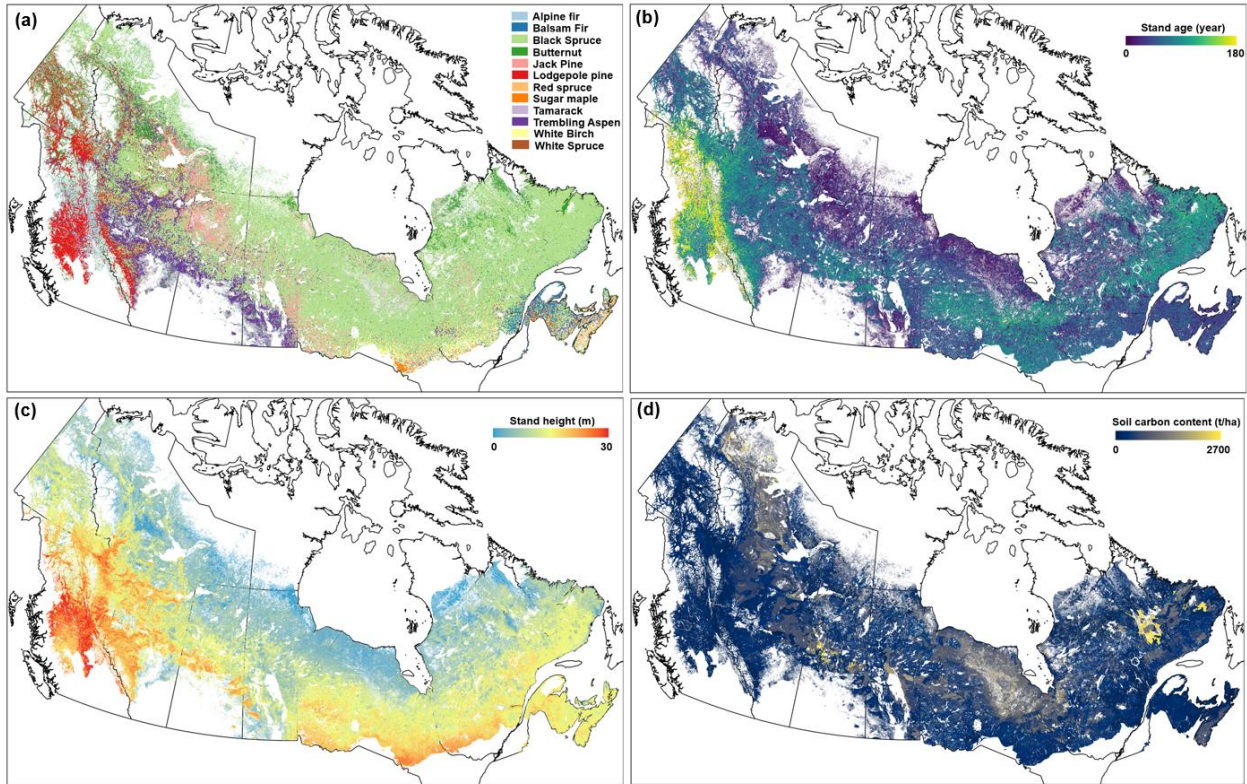 (a)
Alpine fir
Balsam Fir
Black Spruce
Butternut
Jack Pine
Lodgepole pine
Red spruce
Sugar maple
Tamarack
Trembling Aspen
White Birch
White Spruce
(b)
Stand age (year)
0 180
(c)
Stand height (m)
0 30
(d)
Soil carbon content (t/ha)
0 2700